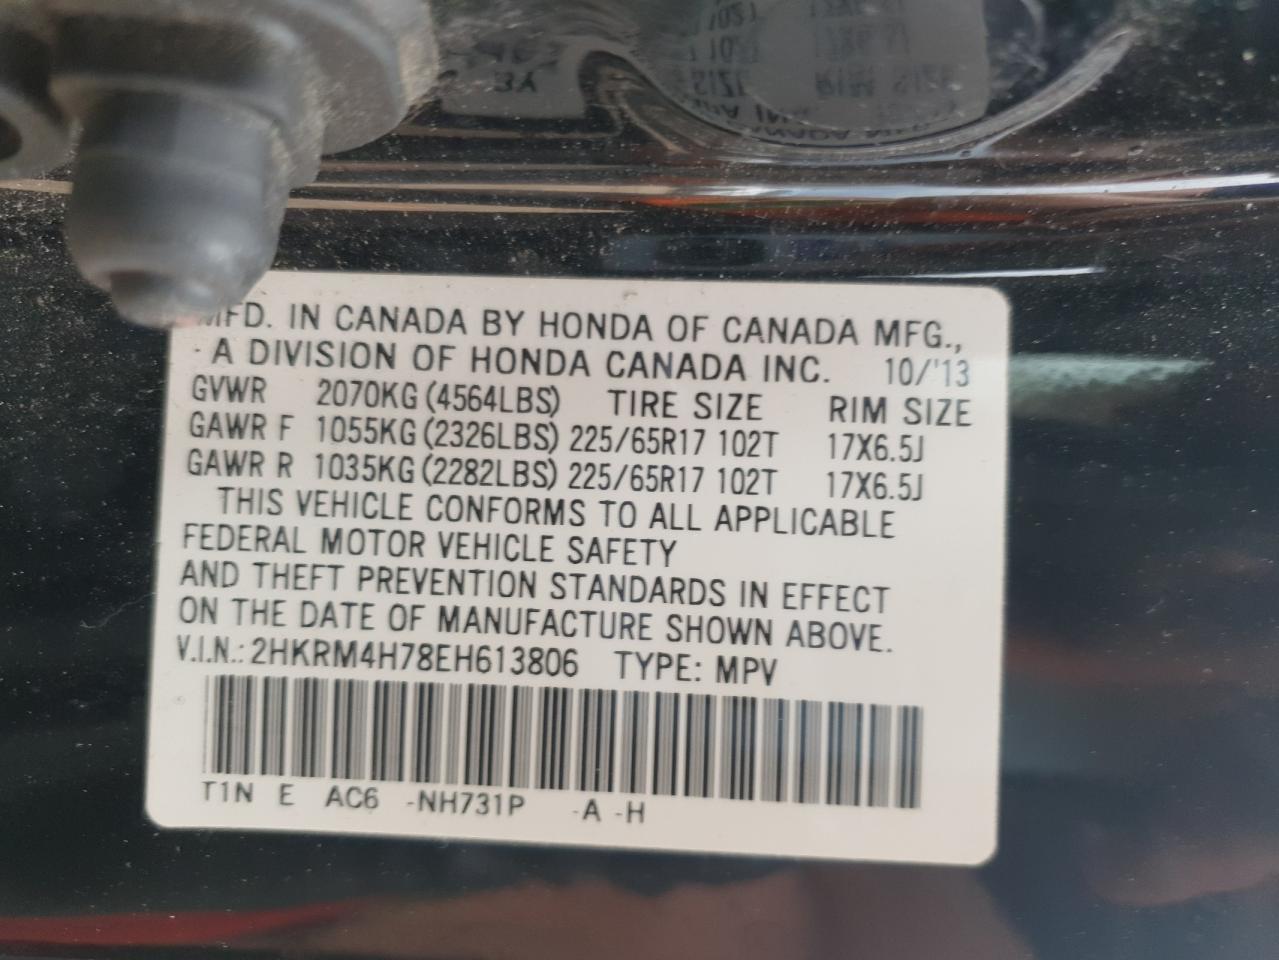 MFD. IN CANADA BY HONDA OF CANADA MFG.,
A DIVISION OF HONDA CANADA INC. 10/'13
GVWR 2070KG (4564LBS) TIRE SIZE RIM SIZE
GAWR F 1055KG (2326LBS) 225/65R17 102T 17X6.5J
GAWR R 1035KG (2282LBS) 225/65R17 102T 17X6.5J
THIS VEHICLE CONFORMS TO ALL APPLICABLE
FEDERAL MOTOR VEHICLE SAFETY
AND THEFT PREVENTION STANDARDS IN EFFECT
ON THE DATE OF MANUFACTURE SHOWN ABOVE.
V.I.N.: 2HKRM4H78EH613806 TYPE: MPV
T1N E AC6 -NH731P -A -H